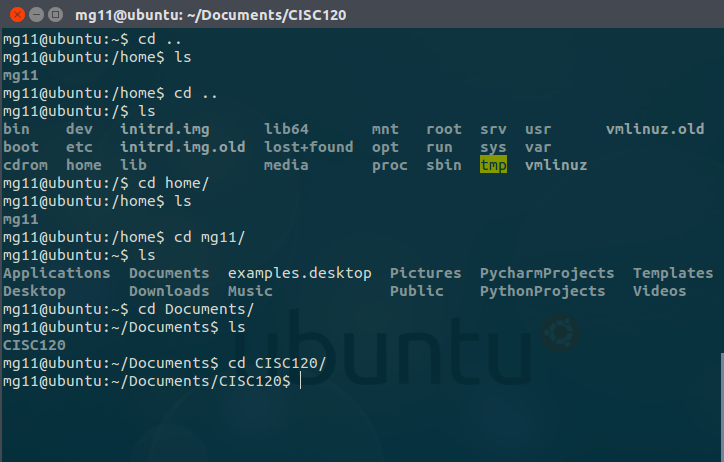 mg11@ubuntu: ~/Documents/CISC120
mg11@ubuntu:~$ cd ..
mg11@ubuntu:/home$ ls
mg11
mg11@ubuntu:/home$ cd ..
mg11@ubuntu:/$ ls
bin dev initrd.img lib64 mnt root srv usr vmlinuz.old
boot etc initrd.img.old lost+found opt run sys var
cdrom home lib media proc sbin tmp vmlinuz
mg11@ubuntu:/$ cd home/
mg11@ubuntu:/home$ ls
mg11
mg11@ubuntu:/home$ cd mg11/
mg11@ubuntu:~$ ls
Applications Documents examples.desktop Pictures PycharmProjects Templates
Desktop Downloads Music Public PythonProjects Videos
mg11@ubuntu:~$ cd Documents/
mg11@ubuntu:~/Documents$ ls
CISC120
mg11@ubuntu:~/Documents$ cd CISC120/
mg11@ubuntu:~/Documents/CISC120$
ubuntu